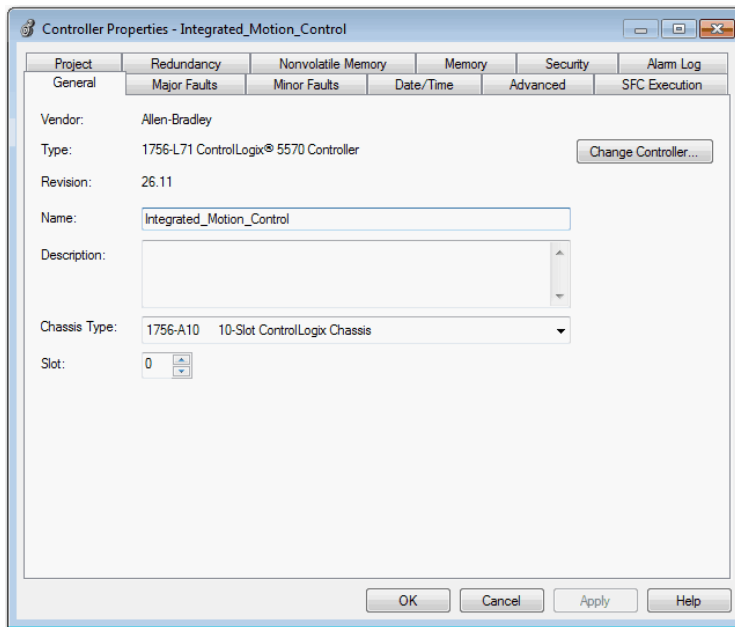 Controller Properties - Integrated_Motion_Control
Project Redundancy Nonvolatile Memory Memory Security Alarm Log
General Major Faults Minor Faults Date/Time Advanced SFC Execution
Vendor: Allen-Bradley
Type: 1756-L71 ControlLogix® 5570 Controller Change Controller...
Revision: 26.11
Name: Integrated_Motion_Control
Description:
Chassis Type: 1756-A10 10-Slot ControlLogix Chassis
Slot: 0
OK Cancel Apply Help